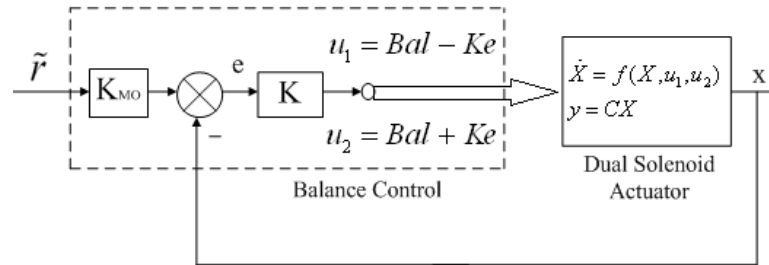 r̃
K_MO
e
K
−
u₁ = Bal − Ke
u₂ = Bal + Ke
Balance Control
Ẋ = f(X,u₁,u₂)
y = CX
x
Dual Solenoid
Actuator